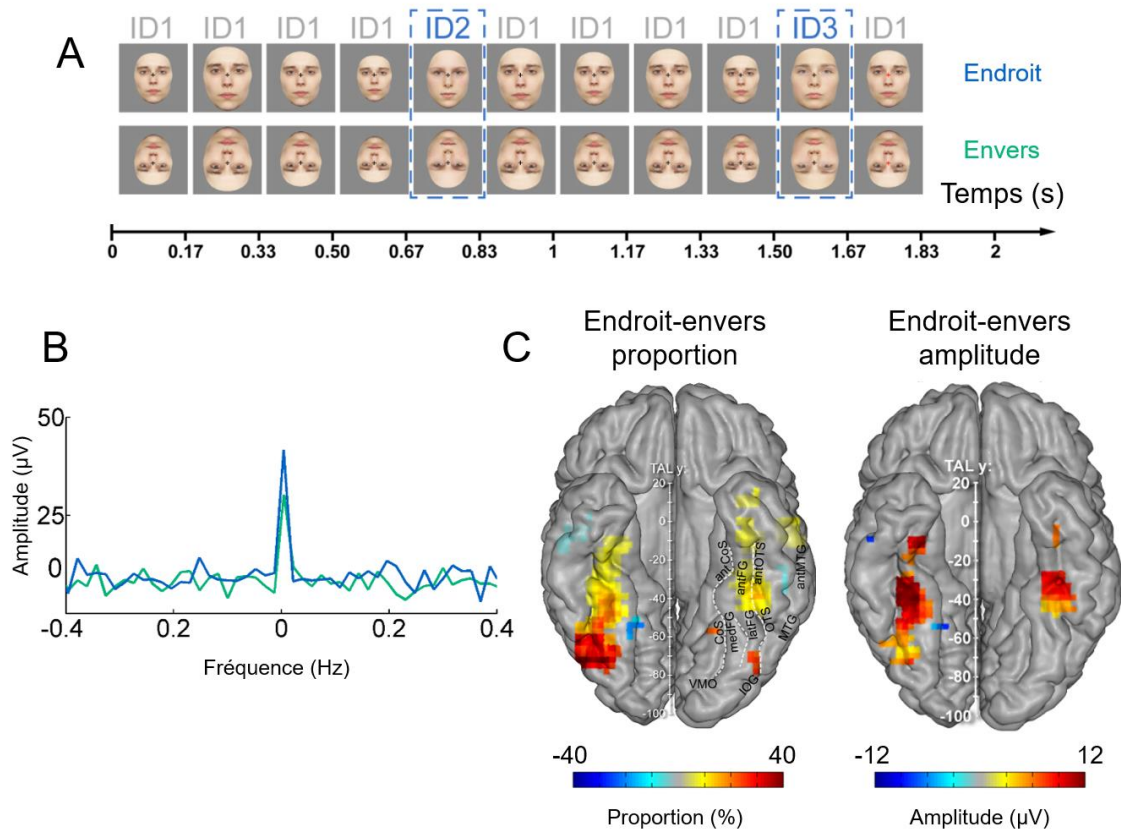 A
ID1 ID1 ID1 ID1 ID2 ID1 ID1 ID1 ID1 ID3 ID1
Endroit
Envers
Temps (s)
0 0.17 0.33 0.50 0.67 0.83 1 1.17 1.33 1.50 1.67 1.83 2
B
50
25
0
Amplitude (µV)
-0.4 0.2 0 0.2 0.4
Fréquence (Hz)
C
Endroit-envers
proportion
TAL y:
20
0
-20
-40
-60
-80
-100
ant CoS
antFG
antOTS
antMTG
CoS
medFG
latFG
OTS
MTG
VMO
IOG
-40 40
Proportion (%)
Endroit-envers
amplitude
TAL y:
20
0
-20
-40
-60
-80
-100
-12 12
Amplitude (µV)